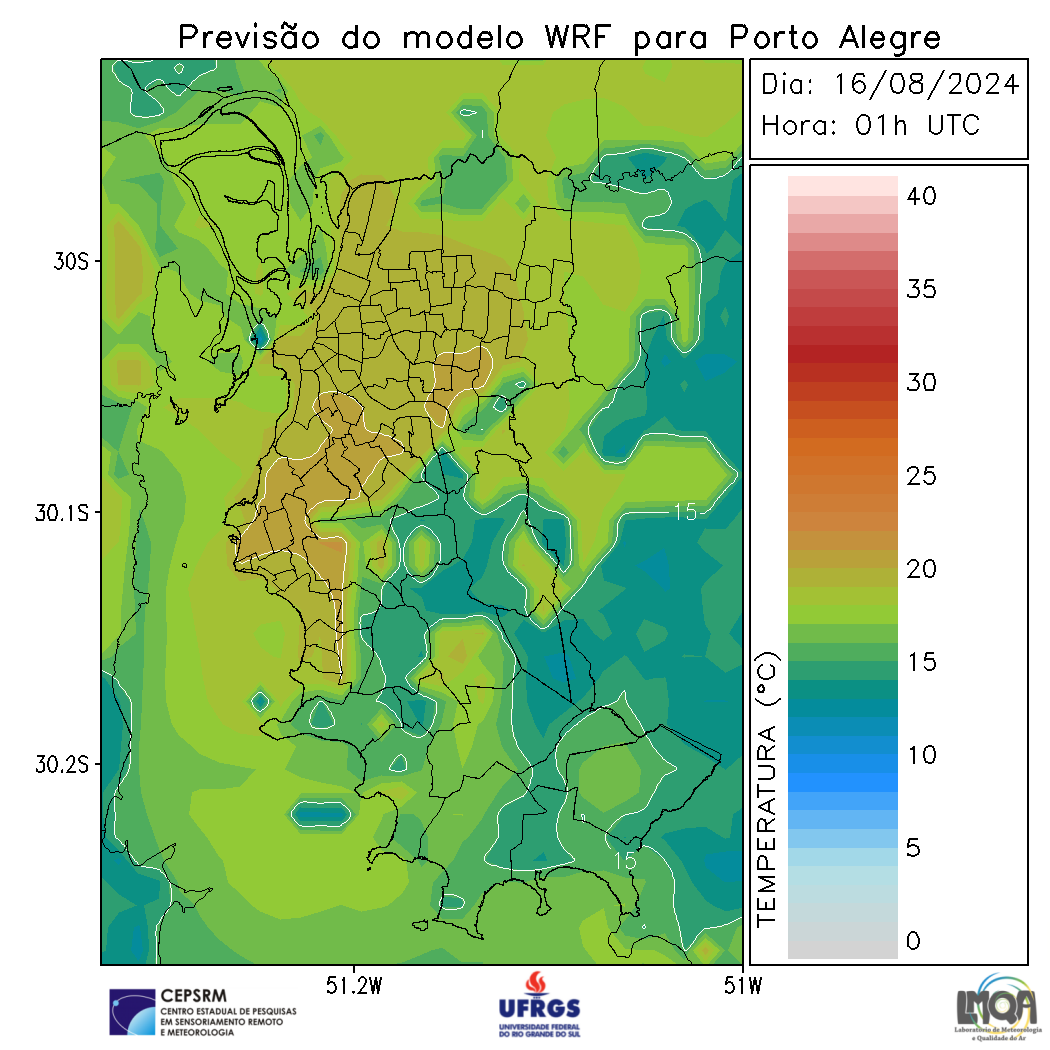 Previsão do modelo WRF para Porto Alegre
Dia: 16/08/2024
Hora: 01h UTC
40
35
30
25
20
15
10
5
0
TEMPERATURA (°C)
30S
30.1S
30.2S
15
15
51.2W
51W
CEPSRM
CENTRO ESTADUAL DE PESQUISAS
EM SENSORIAMENTO REMOTO
E METEOROLOGIA
UFRGS
UNIVERSIDADE FEDERAL
DO RIO GRANDE DO SUL
LMQA
Laboratório de Meteorologia
e Qualidade do Ar